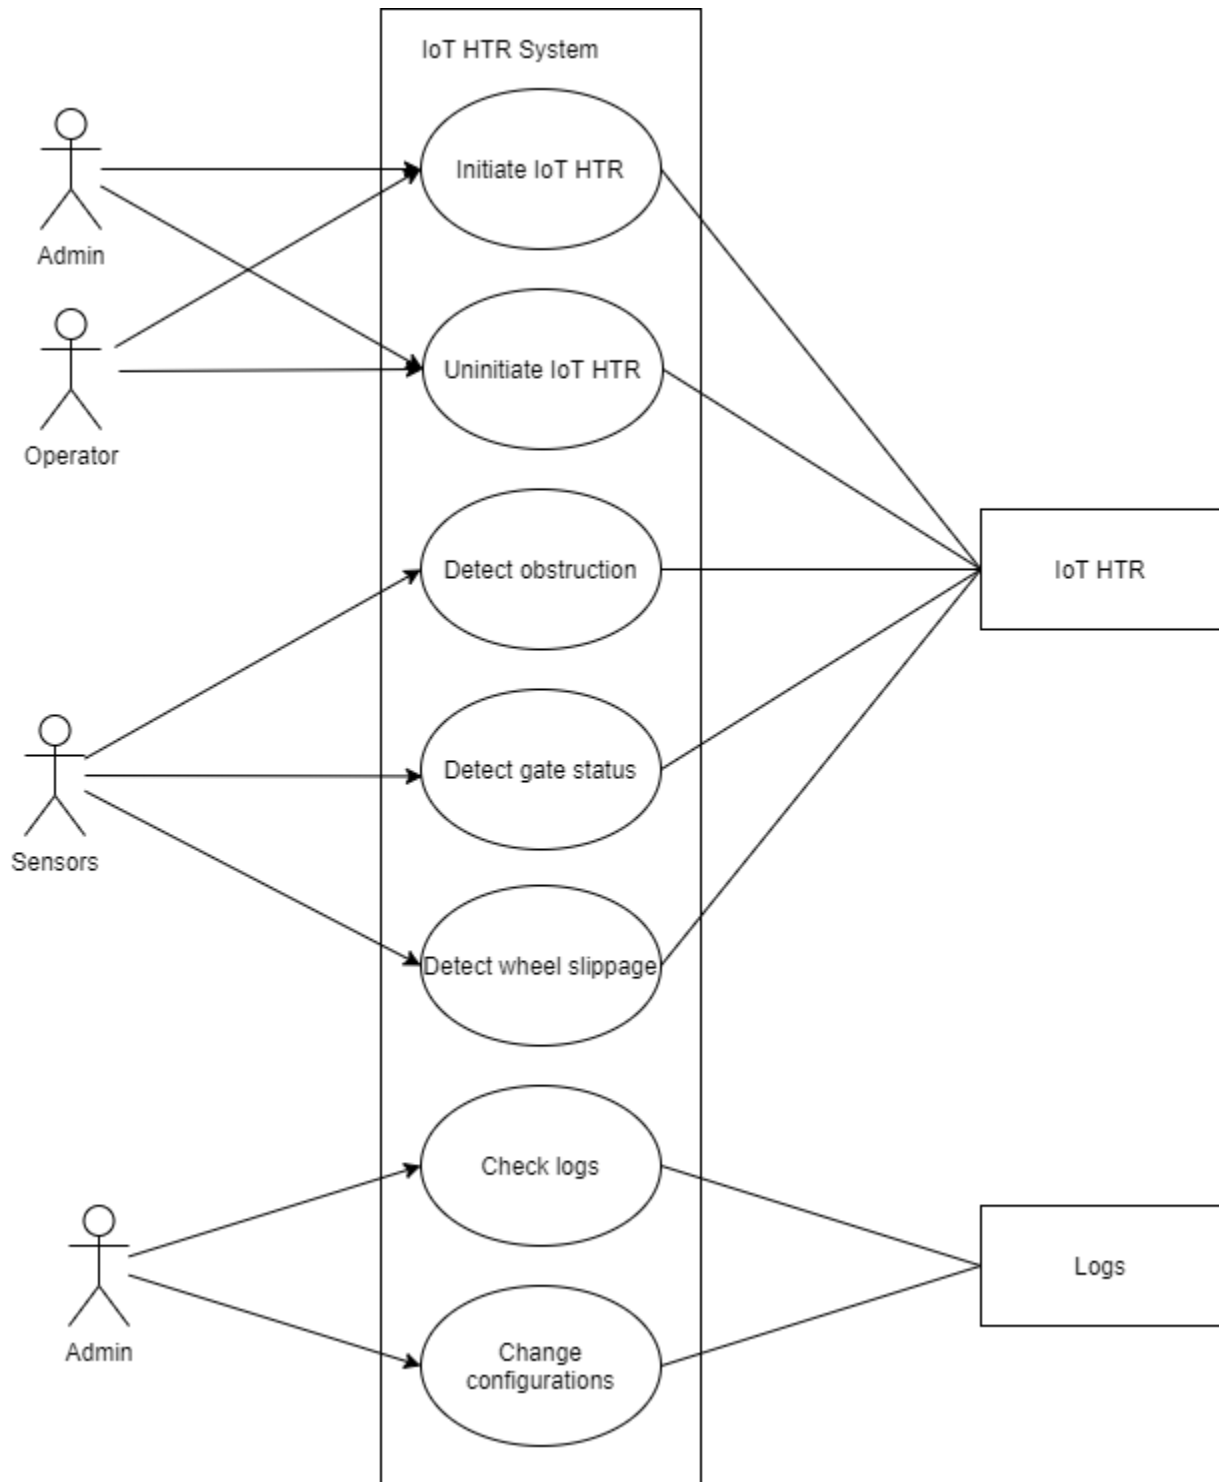 IoT HTR System
Admin
Initiate IoT HTR
Operator
Uninitiate IoT HTR
Detect obstruction
IoT HTR
Sensors
Detect gate status
Detect wheel slippage
Check logs
Logs
Admin
Change
configurations